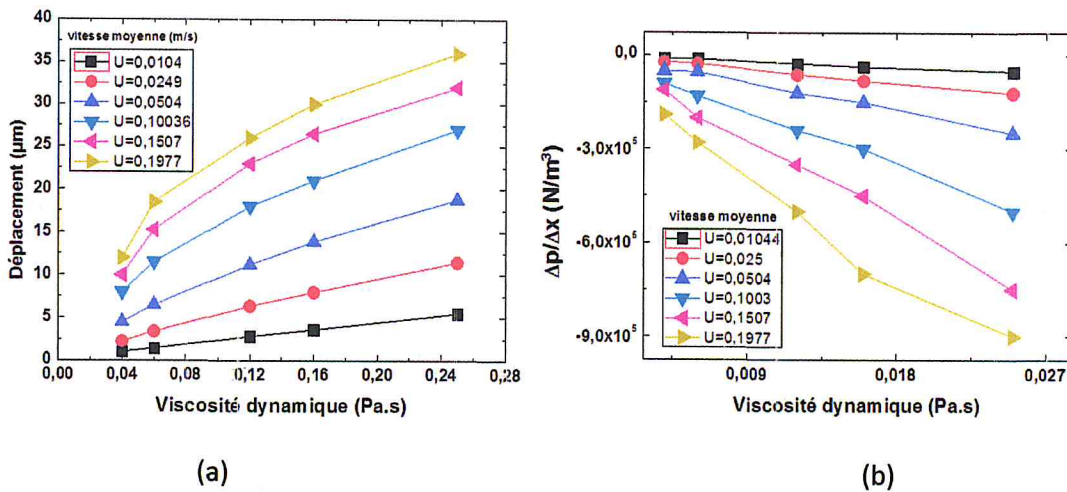 40
35
30
25
20
15
10
5
0
Déplacement (µm)
vitesse moyenne (m/s)
U=0,0104
U=0,0249
U=0,0504
U=0,10036
U=0,1507
U=0,1977
0,00 0,04 0,08 0,12 0,16 0,20 0,24 0,28
Viscosité dynamique (Pa.s)
(a)
0,0
-3,0x10⁵
-6,0x10⁵
-9,0x10⁵
Δp/Δx (N/m³)
vitesse moyenne
U=0,01044
U=0,025
U=0,0504
U=0,1003
U=0,1507
U=0,1977
0,009 0,018 0,027
Viscosité dynamique (Pa.s)
(b)